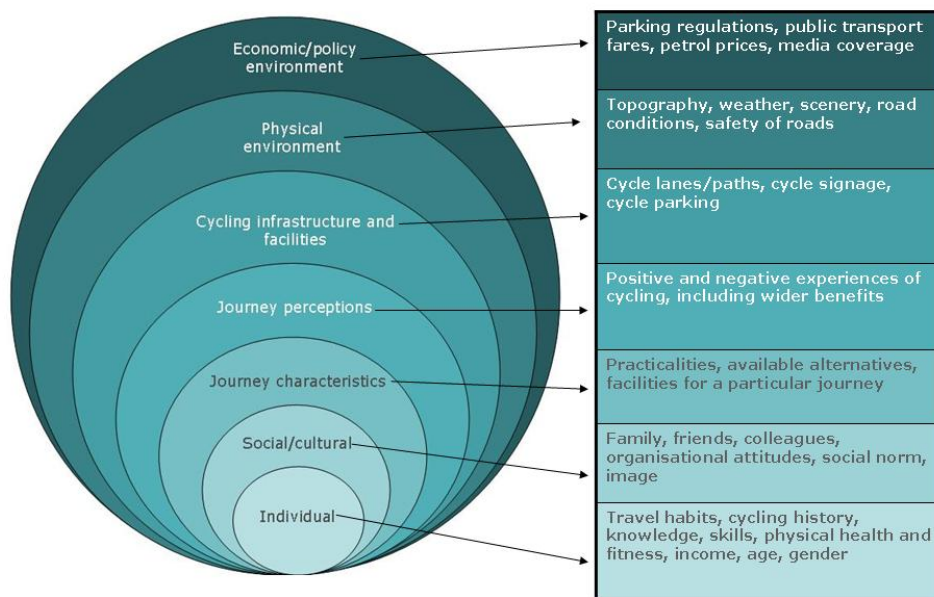 Economic/policy
environment
Parking regulations, public transport
fares, petrol prices, media coverage
Physical
environment
Topography, weather, scenery, road
conditions, safety of roads
Cycling infrastructure and
facilities
Cycle lanes/paths, cycle signage,
cycle parking
Journey perceptions
Positive and negative experiences of
cycling, including wider benefits
Journey characteristics
Practicalities, available alternatives,
facilities for a particular journey
Social/cultural
Family, friends, colleagues,
organisational attitudes, social norm,
image
Individual
Travel habits, cycling history,
knowledge, skills, physical health and
fitness, income, age, gender